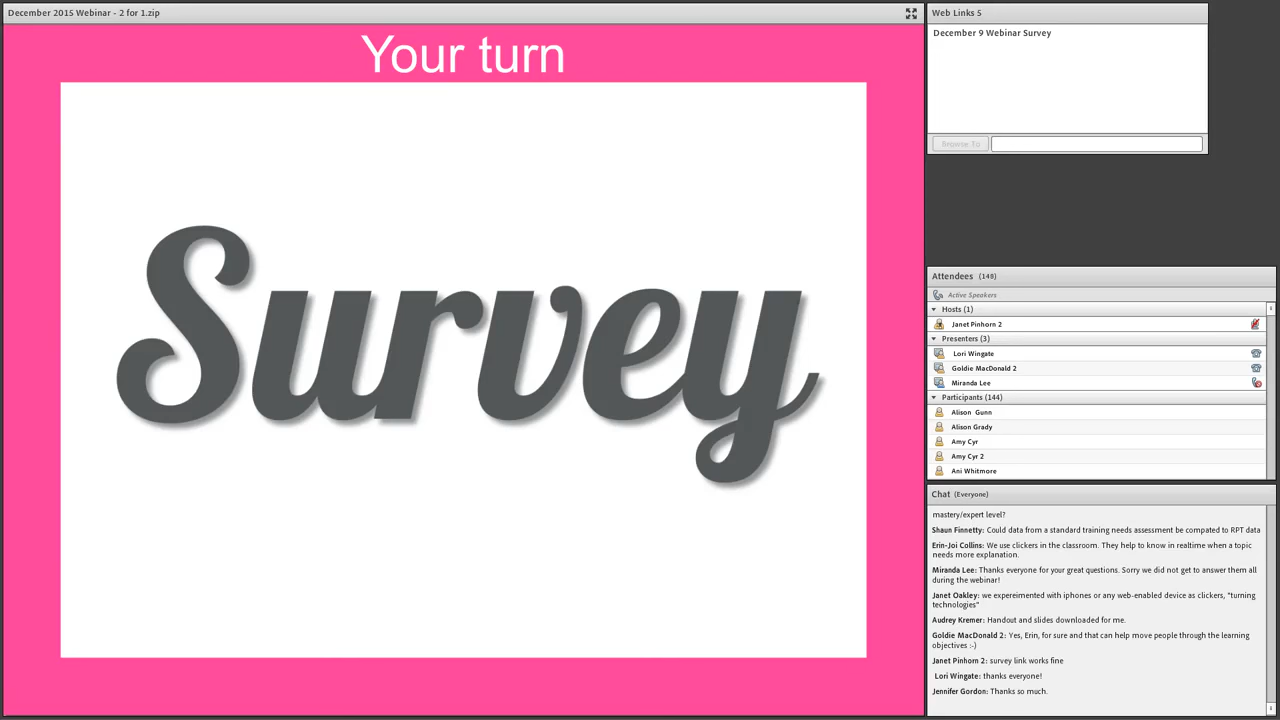 December 2015 Webinar - 2 for 1.zip
Your turn
Survey
Web Links 5
December 9 Webinar Survey
Browse To
Attendees (148)
Active Speakers
Hosts (1)
Janet Pinhorn 2
Presenters (3)
Lori Wingate
Goldie MacDonald 2
Miranda Lee
Participants (144)
Alison Gunn
Alison Grady
Amy Cyr
Amy Cyr 2
Ani Whitmore
Chat (Everyone)
mastery/expert level?
Shaun Finnetty: Could data from a standard training needs assessment be compated to RPT data
Erin-Joi Collins: We use clickers in the classroom. They help to know in realtime when a topic
needs more explanation.
Miranda Lee: Thanks everyone for your great questions. Sorry we did not get to answer them all
during the webinar!
Janet Oakley: we expereimented with iphones or any web-enabled device as clickers, "turning
technologies"
Audrey Kremer: Handout and slides downloaded for me.
Goldie MacDonald 2: Yes, Erin, for sure and that can help move people through the learning
objectives :-)
Janet Pinhorn 2: survey link works fine
Lori Wingate: thanks everyone!
Jennifer Gordon: Thanks so much.